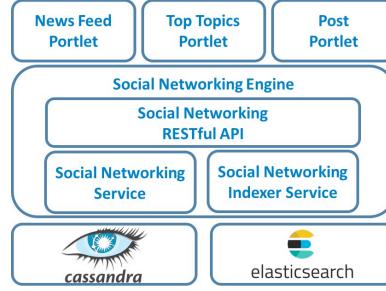 News Feed
Portlet
Top Topics
Portlet
Post
Portlet
Social Networking Engine
Social Networking
RESTful API
Social Networking
Service
Social Networking
Indexer Service
cassandra
elasticsearch